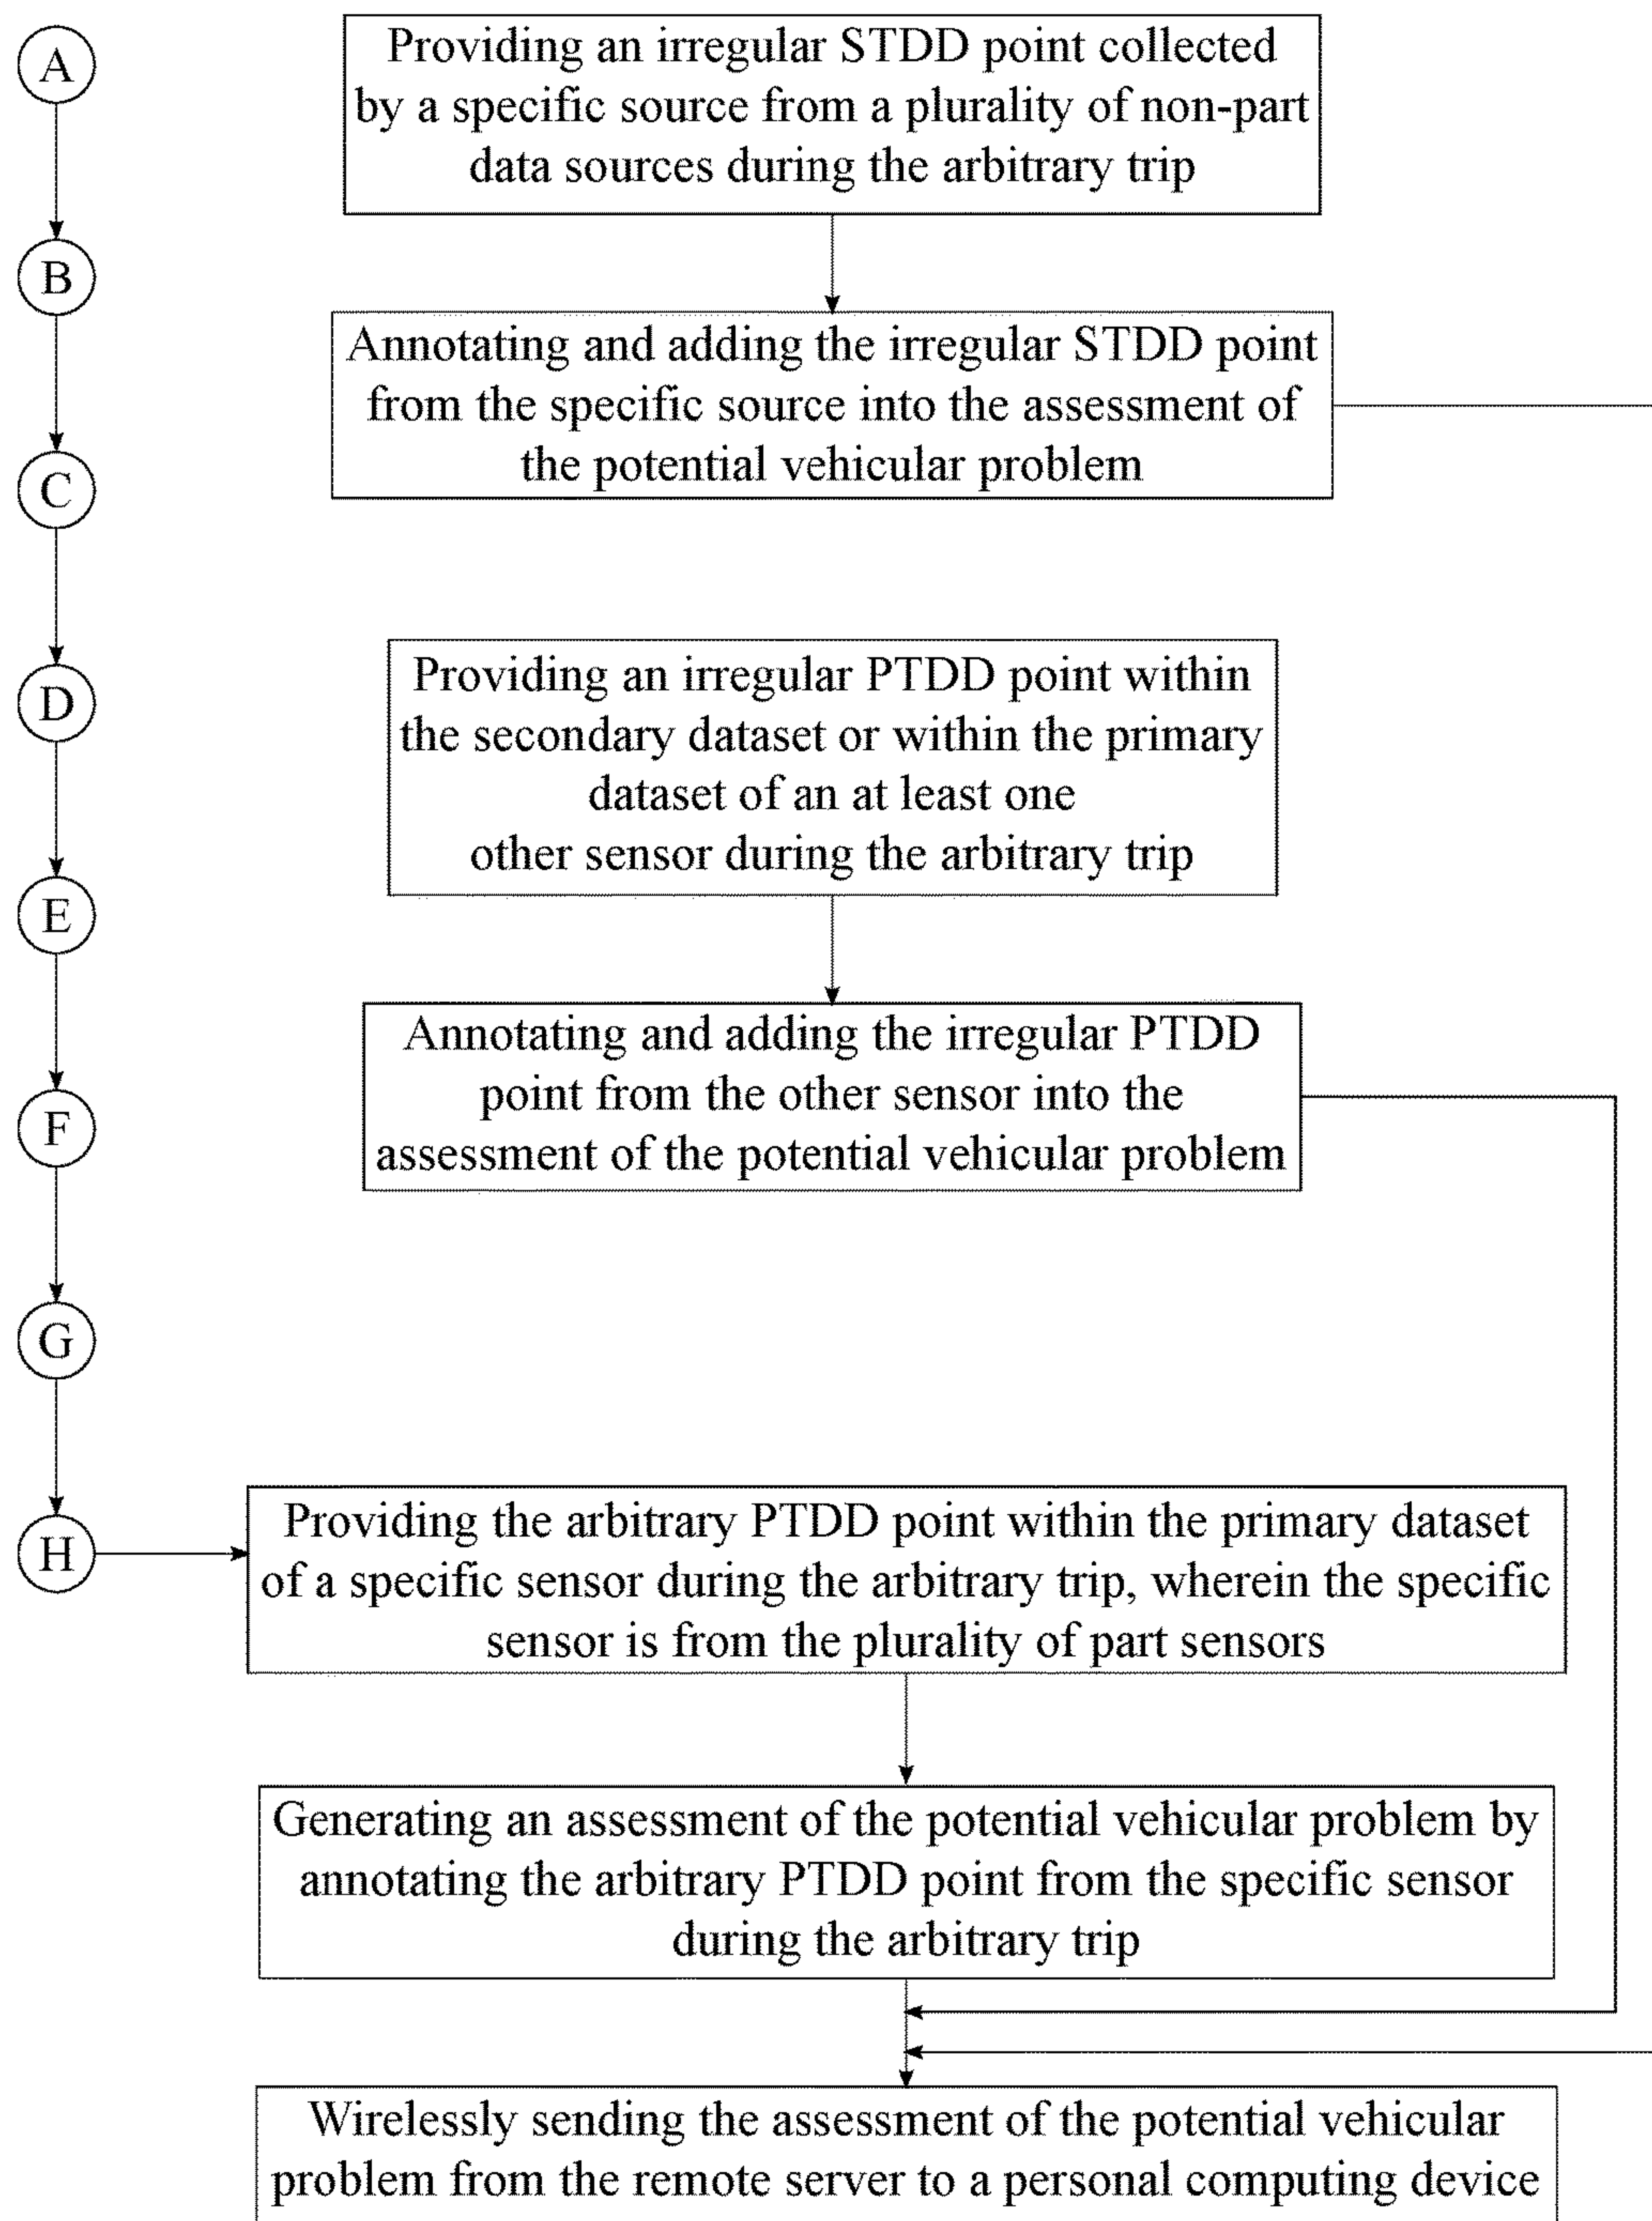 A
B
C
D
E
F
G
H
Providing an irregular STDD point collected
by a specific source from a plurality of non-part
data sources during the arbitrary trip
Annotating and adding the irregular STDD point
from the specific source into the assessment of
the potential vehicular problem
Providing an irregular PTDD point within
the secondary dataset or within the primary
dataset of an at least one
other sensor during the arbitrary trip
Annotating and adding the irregular PTDD
point from the other sensor into the
assessment of the potential vehicular problem
Providing the arbitrary PTDD point within the primary dataset
of a specific sensor during the arbitrary trip, wherein the specific
sensor is from the plurality of part sensors
Generating an assessment of the potential vehicular problem by
annotating the arbitrary PTDD point from the specific sensor
during the arbitrary trip
Wirelessly sending the assessment of the potential vehicular
problem from the remote server to a personal computing device